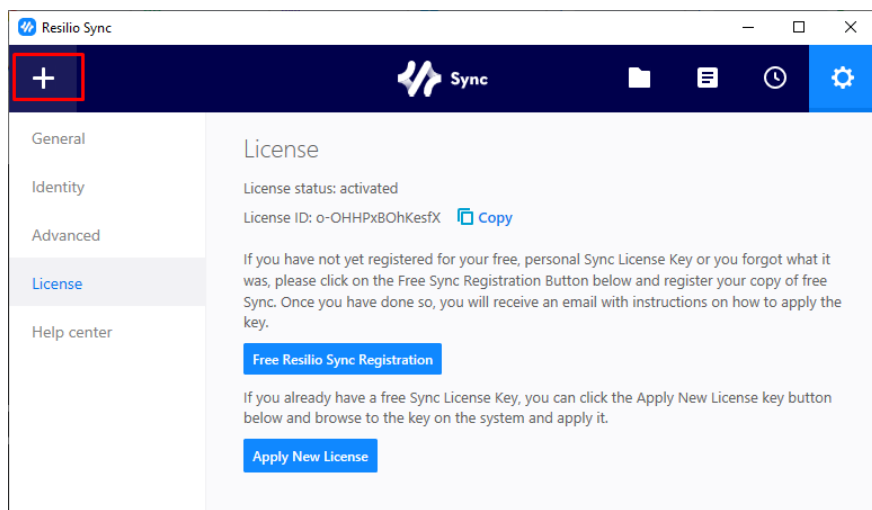 Resilio Sync
Sync
General
Identity
Advanced
License
Help center
License
License status: activated
License ID: o-OHHPxBOhKesfX Copy
If you have not yet registered for your free, personal Sync License Key or you forgot what it
was, please click on the Free Sync Registration Button below and register your copy of free
Sync. Once you have done so, you will receive an email with instructions on how to apply the
key.
Free Resilio Sync Registration
If you already have a free Sync License Key, you can click the Apply New License key button
below and browse to the key on the system and apply it.
Apply New License